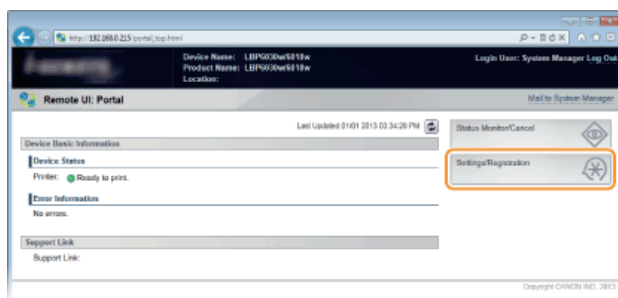 http://192.168.0.215/portal_top.html
Device Name: LBP6030w/6018w
Product Name: LBP6030w/6018w
Location:
Login User: System Manager Log Out
Remote UI: Portal
Mail to System Manager
Last Updated 01/01 2013 03:34:26 PM
Device Basic Information
Device Status
Printer: Ready to print.
Error Information
No errors.
Support Link
Support Link:
Status Monitor/Cancel
Settings/Registration
Copyright CANON INC. 2013